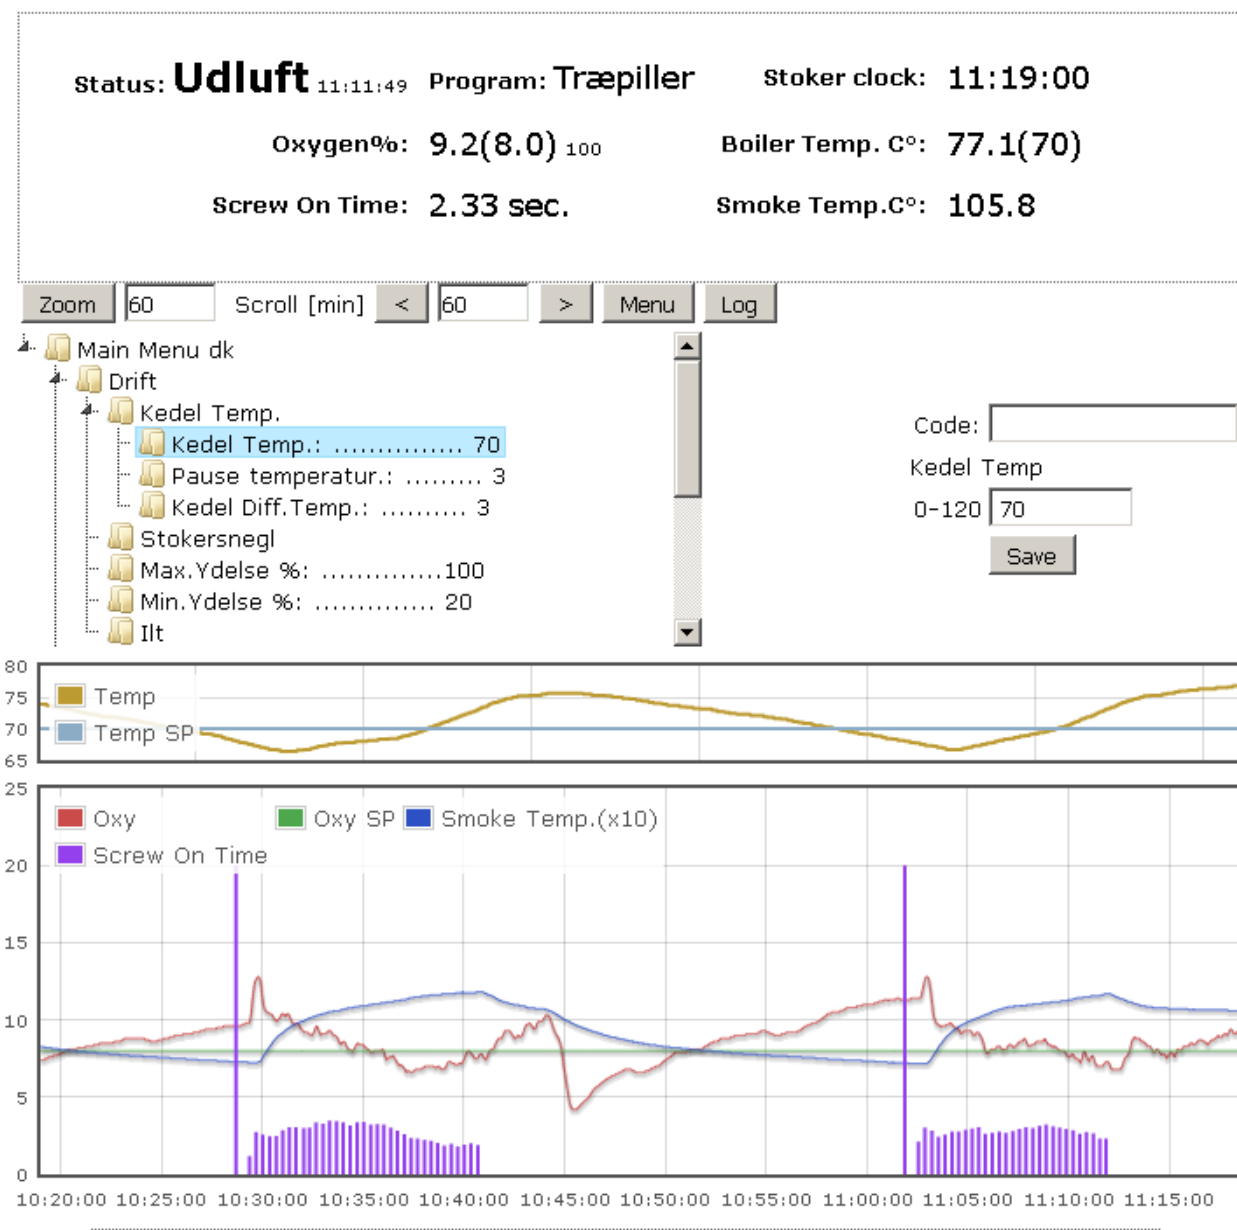 Status: Udluft 11:11:49 Program: Træpiller Stoker clock: 11:19:00
Oxygen%: 9.2(8.0) 100 Boiler Temp. C°: 77.1(70)
Screw On Time: 2.33 sec. Smoke Temp.C°: 105.8
Zoom 60 Scroll [min] < 60 > Menu Log
Main Menu dk
Drift
Kedel Temp.
Kedel Temp.: ............... 70
Pause temperatur.: ......... 3
Kedel Diff.Temp.: .......... 3
Stokersnegl
Max.Ydelse %: ..............100
Min.Ydelse %: .............. 20
Ilt
Code:
Kedel Temp
0-120 70
Save
80
75
70
65
Temp
Temp SP
25
20
15
10
5
0
Oxy Oxy SP Smoke Temp.(x10)
Screw On Time
10:20:00 10:25:00 10:30:00 10:35:00 10:40:00 10:45:00 10:50:00 10:55:00 11:00:00 11:05:00 11:10:00 11:15:00